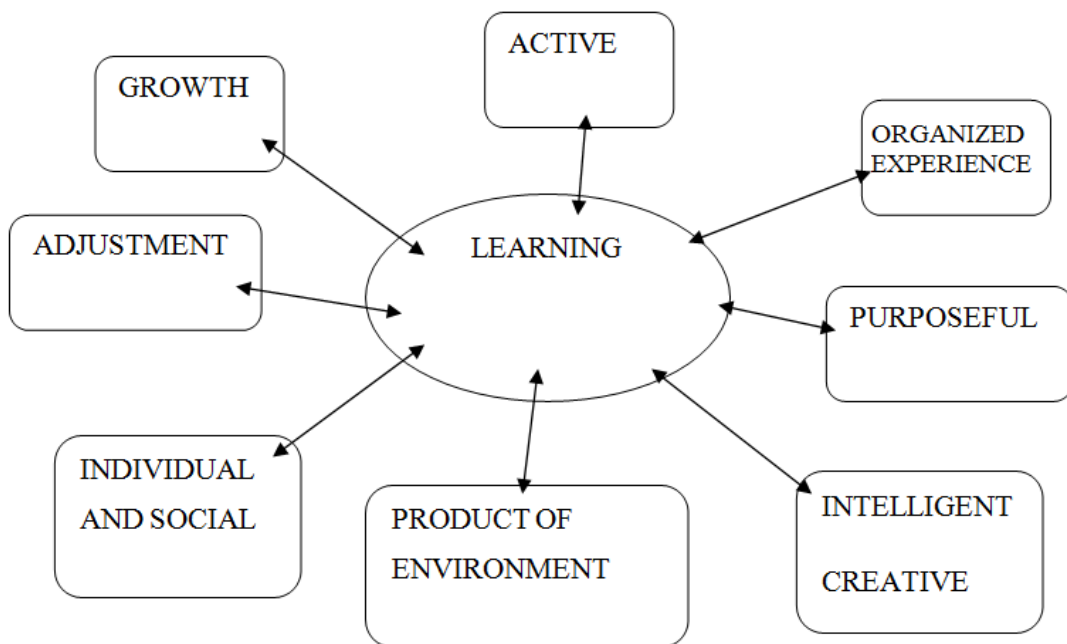 ACTIVE
GROWTH
ORGANIZED
EXPERIENCE
LEARNING
ADJUSTMENT
PURPOSEFUL
INDIVIDUAL
AND SOCIAL
PRODUCT OF
ENVIRONMENT
INTELLIGENT
CREATIVE